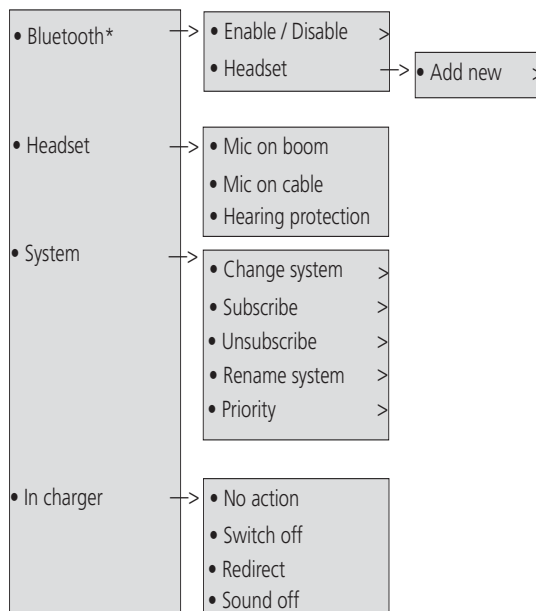 • Bluetooth*
• Enable / Disable >
• Headset
• Add new >
• Headset
• Mic on boom
• Mic on cable
• Hearing protection
• System
• Change system >
• Subscribe >
• Unsubscribe >
• Rename system >
• Priority >
• In charger
• No action
• Switch off
• Redirect
• Sound off